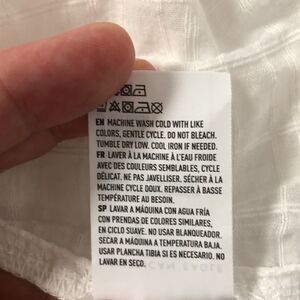 EN MACHINE WASH COLD WITH LIKE
COLORS, GENTLE CYCLE. DO NOT BLEACH.
TUMBLE DRY LOW. COOL IRON IF NEEDED.
FR LAVER À LA MACHINE À L'EAU FROIDE
AVEC DES COULEURS SEMBLABLES, CYCLE
DÉLICAT. NE PAS JAVELLISER. SÉCHER À LA
MACHINE CYCLE DOUX. REPASSER À BASSE
TEMPÉRATURE AU BESOIN.
SP LAVAR A MÁQUINA CON AGUA FRÍA
CON PRENDAS DE COLORES SIMILARES,
EN CICLO SUAVE. NO USAR BLANQUEADOR.
SECAR A MÁQUINA A TEMPERATURA BAJA.
USAR PLANCHA TIBIA SI ES NECESARIO. NO
LAVAR EN SECO.